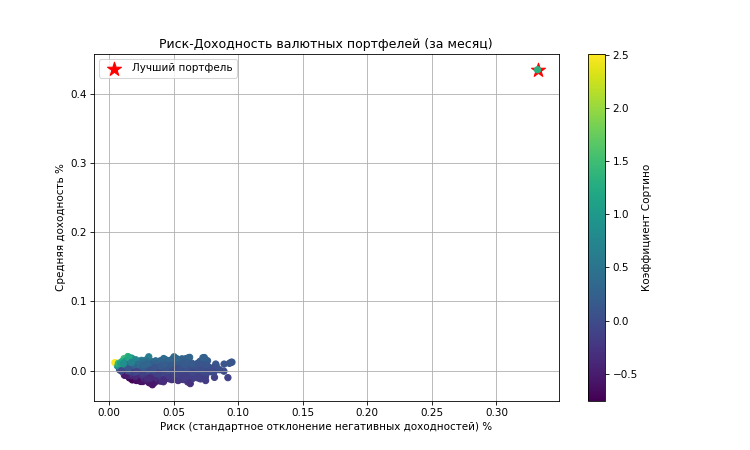 Риск-Доходность валютных портфелей (за месяц)
Лучший портфель
Средняя доходность %
0.4
0.3
0.2
0.1
0.0
0.00 0.05 0.10 0.15 0.20 0.25 0.30
Риск (стандартное отклонение негативных доходностей) %
2.5
2.0
1.5
1.0
0.5
0.0
−0.5
Коэффициент Сортино